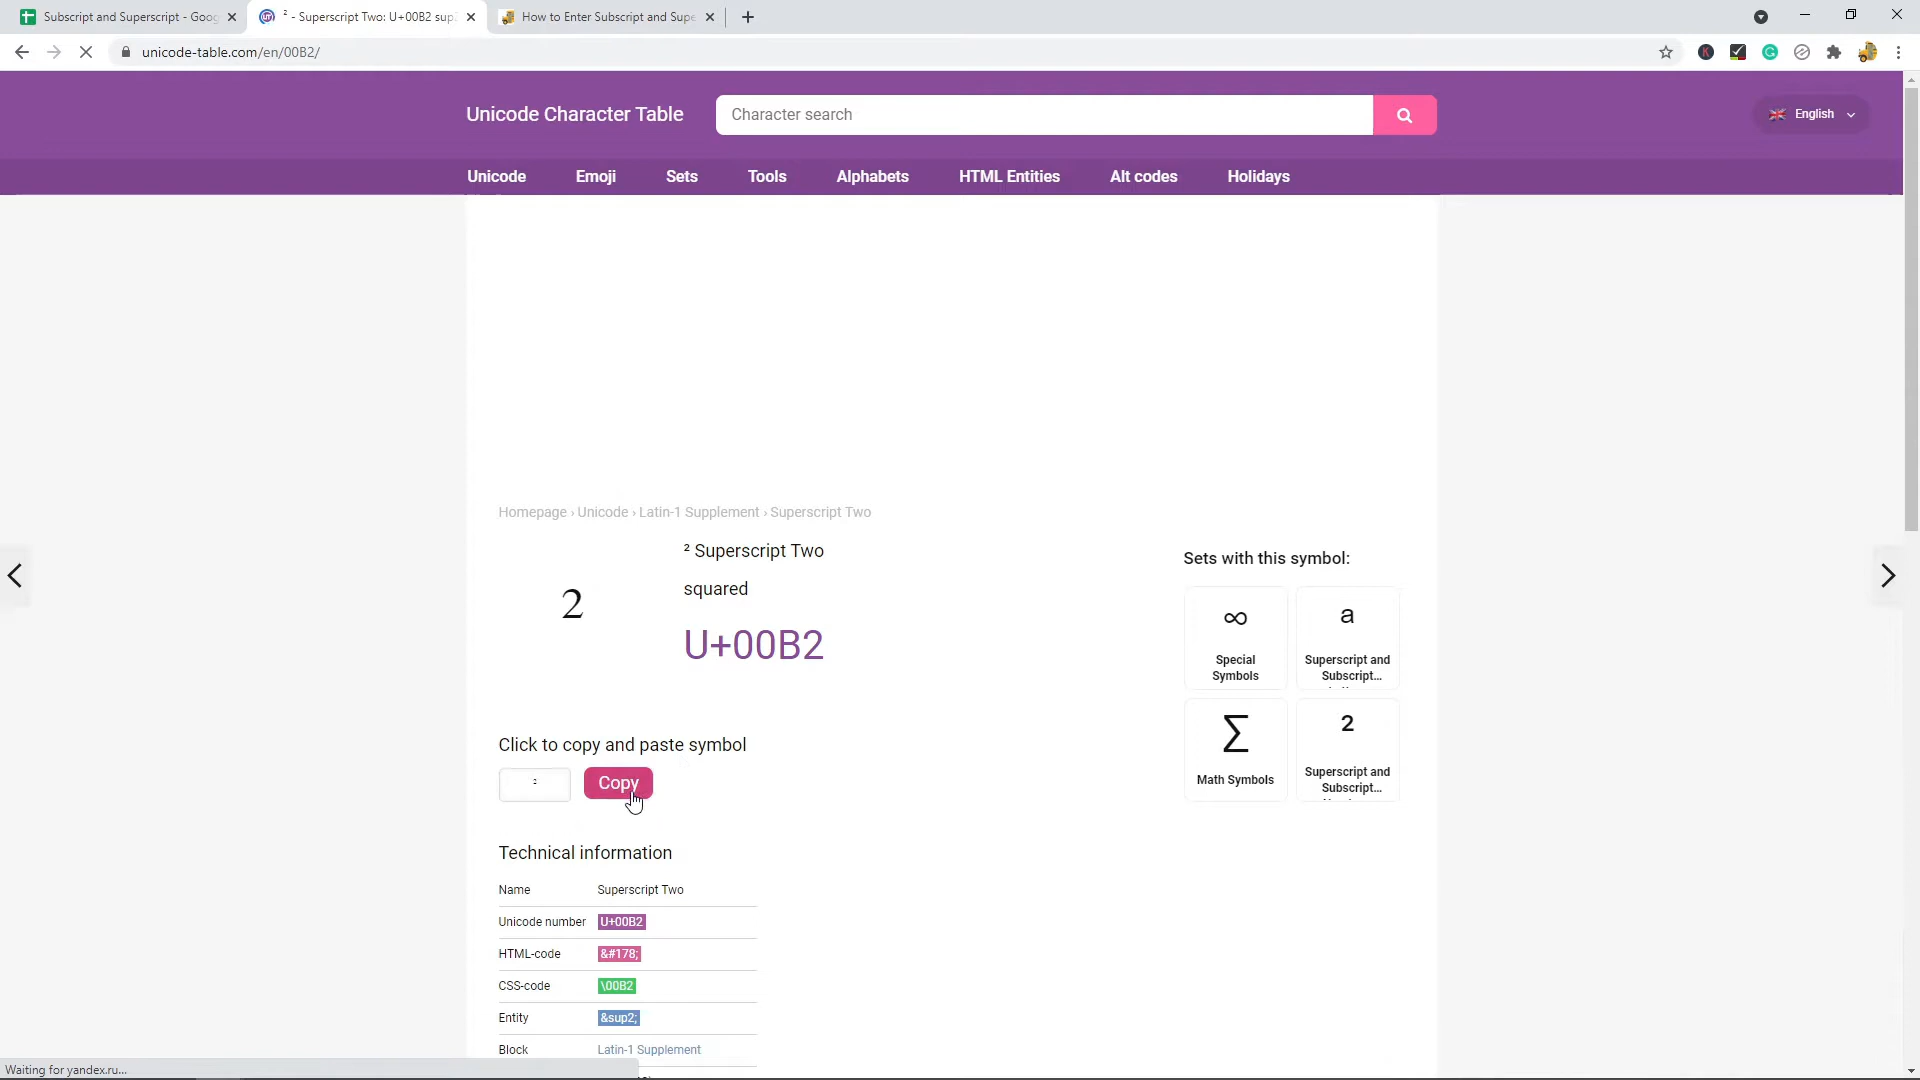 Subscript and Superscript - Goog
² - Superscript Two: U+00B2 sup2
How to Enter Subscript and Supe
unicode-table.com/en/00B2/
Unicode Character Table
Character search
English
Unicode
Emoji
Sets
Tools
Alphabets
HTML Entities
Alt codes
Holidays
Homepage › Unicode › Latin-1 Supplement › Superscript Two
²
² Superscript Two
squared
U+00B2
Sets with this symbol:
∞
Special
Symbols
a
Superscript and
Subscript...
∑
Math Symbols
2
Superscript and
Subscript...
Click to copy and paste symbol
²
Copy
Technical information
Name Superscript Two
Unicode number U+00B2
HTML-code &#178;
CSS-code \00B2
Entity &sup2;
Block Latin-1 Supplement
Waiting for yandex.ru...